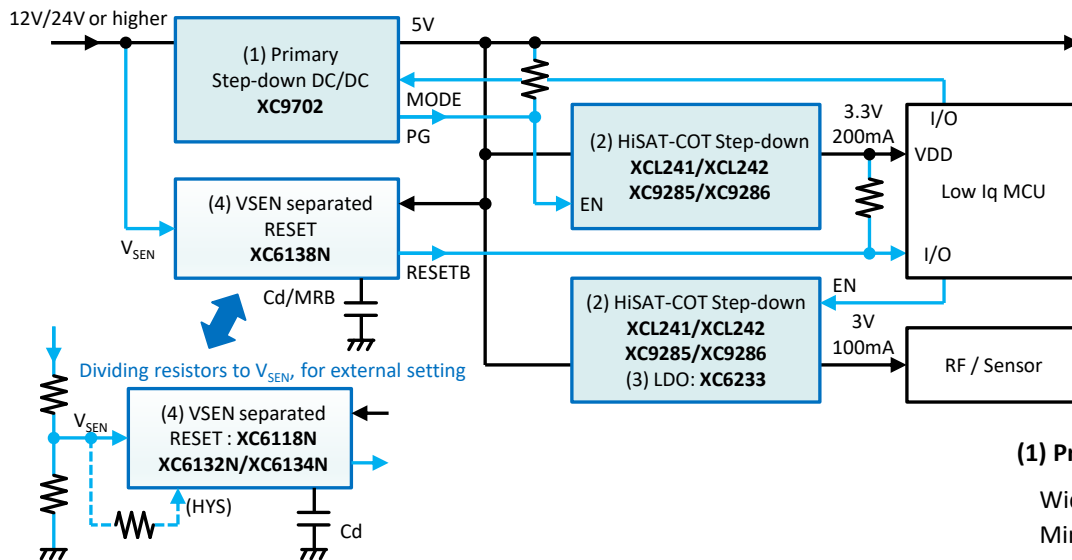 12V/24V or higher
5V
(1) Primary
Step-down DC/DC
XC9702
MODE
PG
3.3V
200mA
I/O
VDD
Low Iq MCU
I/O
(2) HiSAT-COT Step-down
XCL241/XCL242
XC9285/XC9286
EN
(4) VSEN separated
RESET
XC6138N
VSEN
RESETB
Cd/MRB
EN
(2) HiSAT-COT Step-down
XCL241/XCL242
XC9285/XC9286
(3) LDO: XC6233
3V
100mA
RF / Sensor
Dividing resistors to VSEN, for external setting
VSEN
(4) VSEN separated
RESET : XC6118N
XC6132N/XC6134N
(HYS)
Cd
(1) Pr
Wid
Mir